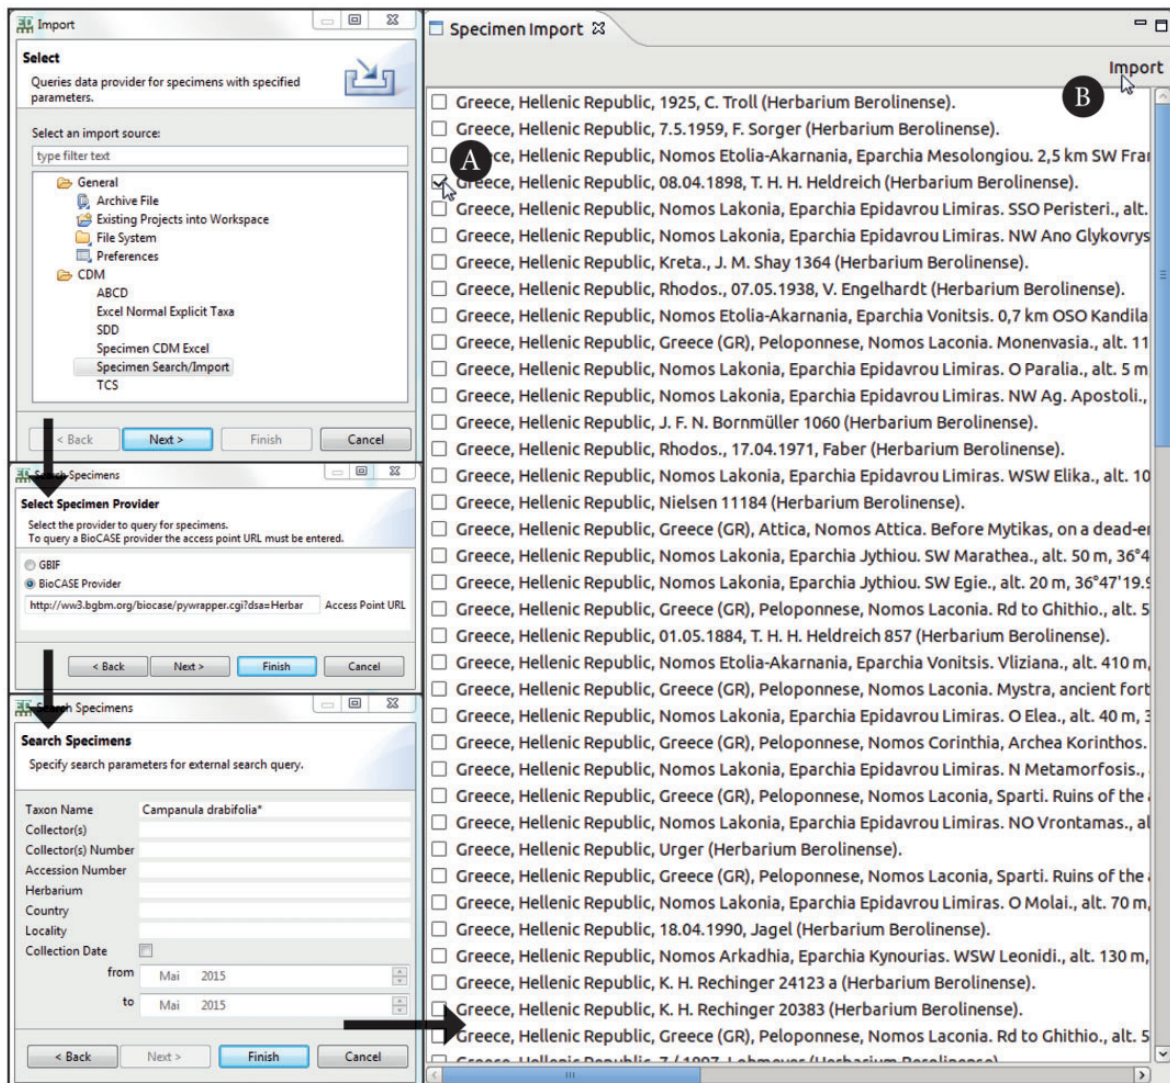 Import
Select
Queries data provider for specimens with specified
parameters.
Select an import source:
type filter text
General
Archive File
Existing Projects into Workspace
File System
Preferences
CDM
ABCD
Excel Normal Explicit Taxa
SDD
Specimen CDM Excel
Specimen Search/Import
TCS
< Back Next > Finish Cancel
Search Specimens
Select Specimen Provider
Select the provider to query for specimens.
To query a BioCASE provider the access point URL must be entered.
GBIF
BioCASE Provider
http://ww3.bgbm.org/biocase/pywrapper.cgi?dsa=Herbar Access Point URL
< Back Next > Finish Cancel
Search Specimens
Search Specimens
Specify search parameters for external search query.
Taxon Name Campanula drabifolia*
Collector(s)
Collector(s) Number
Accession Number
Herbarium
Country
Locality
Collection Date
from Mai 2015
to Mai 2015
< Back Next > Finish Cancel
Specimen Import
Import
B
Greece, Hellenic Republic, 1925, C. Troll (Herbarium Berolinense).
Greece, Hellenic Republic, 7.5.1959, F. Sorger (Herbarium Berolinense).
A
Hellenic Republic, Nomos Etolia-Akarnania, Eparchia Mesolongiou. 2,5 km SW Fra
Greece, Hellenic Republic, 08.04.1898, T. H. H. Heldreich (Herbarium Berolinense).
Greece, Hellenic Republic, Nomos Lakonia, Eparchia Epidavrou Limiras. SSO Peristeri., alt.
Greece, Hellenic Republic, Nomos Lakonia, Eparchia Epidavrou Limiras. NW Ano Glykovrys
Greece, Hellenic Republic, Kreta., J. M. Shay 1364 (Herbarium Berolinense).
Greece, Hellenic Republic, Rhodos., 07.05.1938, V. Engelhardt (Herbarium Berolinense).
Greece, Hellenic Republic, Nomos Etolia-Akarnania, Eparchia Vonitsis. 0,7 km OSO Kandila
Greece, Hellenic Republic, Greece (GR), Peloponnese, Nomos Laconia. Monenvasia., alt. 11
Greece, Hellenic Republic, Nomos Lakonia, Eparchia Epidavrou Limiras. O Paralia., alt. 5 m
Greece, Hellenic Republic, Nomos Lakonia, Eparchia Epidavrou Limiras. NW Ag. Apostoli.,
Greece, Hellenic Republic, J. F. N. Bornmüller 1060 (Herbarium Berolinense).
Greece, Hellenic Republic, Rhodos., 17.04.1971, Faber (Herbarium Berolinense).
Greece, Hellenic Republic, Nomos Lakonia, Eparchia Epidavrou Limiras. WSW Elika., alt. 10
Greece, Hellenic Republic, Nielsen 11184 (Herbarium Berolinense).
Greece, Hellenic Republic, Greece (GR), Attica, Nomos Attica. Before Mytikas, on a dead-e
Greece, Hellenic Republic, Nomos Lakonia, Eparchia Jythiou. SW Marathea., alt. 50 m, 36°4
Greece, Hellenic Republic, Nomos Lakonia, Eparchia Jythiou. SW Egie., alt. 20 m, 36°47'19.9
Greece, Hellenic Republic, Greece (GR), Peloponnese, Nomos Laconia. Rd to Ghithio., alt. 5
Greece, Hellenic Republic, 01.05.1884, T. H. H. Heldreich 857 (Herbarium Berolinense).
Greece, Hellenic Republic, Nomos Etolia-Akarnania, Eparchia Vonitsis. Vliziana., alt. 410 m,
Greece, Hellenic Republic, Greece (GR), Peloponnese, Nomos Laconia. Mystra, ancient fort
Greece, Hellenic Republic, Nomos Lakonia, Eparchia Epidavrou Limiras. O Elea., alt. 40 m, 3
Greece, Hellenic Republic, Greece (GR), Peloponnese, Nomos Corinthia, Archea Korinthos.
Greece, Hellenic Republic, Nomos Lakonia, Eparchia Epidavrou Limiras. N Metamorfosis.,
Greece, Hellenic Republic, Greece (GR), Peloponnese, Nomos Laconia, Sparti. Ruins of the
Greece, Hellenic Republic, Nomos Lakonia, Eparchia Epidavrou Limiras. NO Vrontamas., al
Greece, Hellenic Republic, Urger (Herbarium Berolinense).
Greece, Hellenic Republic, Greece (GR), Peloponnese, Nomos Laconia, Sparti. Ruins of the
Greece, Hellenic Republic, Nomos Lakonia, Eparchia Epidavrou Limiras. O Molai., alt. 70 m,
Greece, Hellenic Republic, 18.04.1990, Jagel (Herbarium Berolinense).
Greece, Hellenic Republic, Nomos Arkadhia, Eparchia Kynourias. WSW Leonidi., alt. 130 m,
Greece, Hellenic Republic, K. H. Rechinger 24123 a (Herbarium Berolinense).
Greece, Hellenic Republic, K. H. Rechinger 20383 (Herbarium Berolinense).
Greece, Hellenic Republic, Greece (GR), Peloponnese, Nomos Laconia. Rd to Ghithio., alt. 5
Greece, Hellenic Republic,